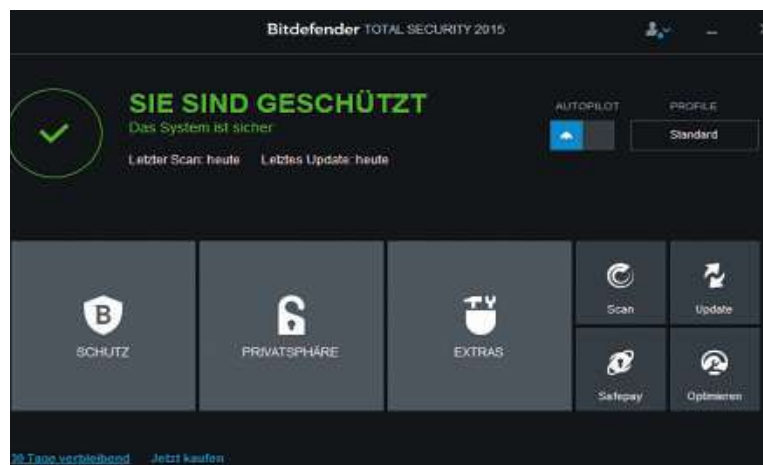 Bitdefender TOTAL SECURITY 2015
SIE SIND GESCHÜTZT
Das System ist sicher
Letzter Scan: heute Letztes Update: heute
AUTOPILOT
PROFILE
Standard
SCHUTZ
PRIVATSPHÄRE
EXTRAS
Scan
Update
Safepay
Optimieren
30 Tage verbleibend Jetzt kaufen